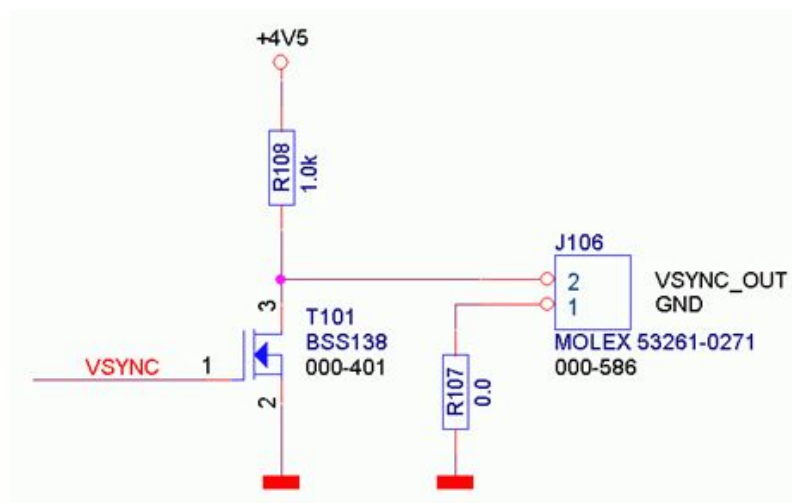 +4V5
R108
1.0k
J106
2
VSYNC_OUT
1
GND
3
T101
BSS138
000-401
MOLEX 53261-0271
000-586
VSYNC
1
2
R107
0.0